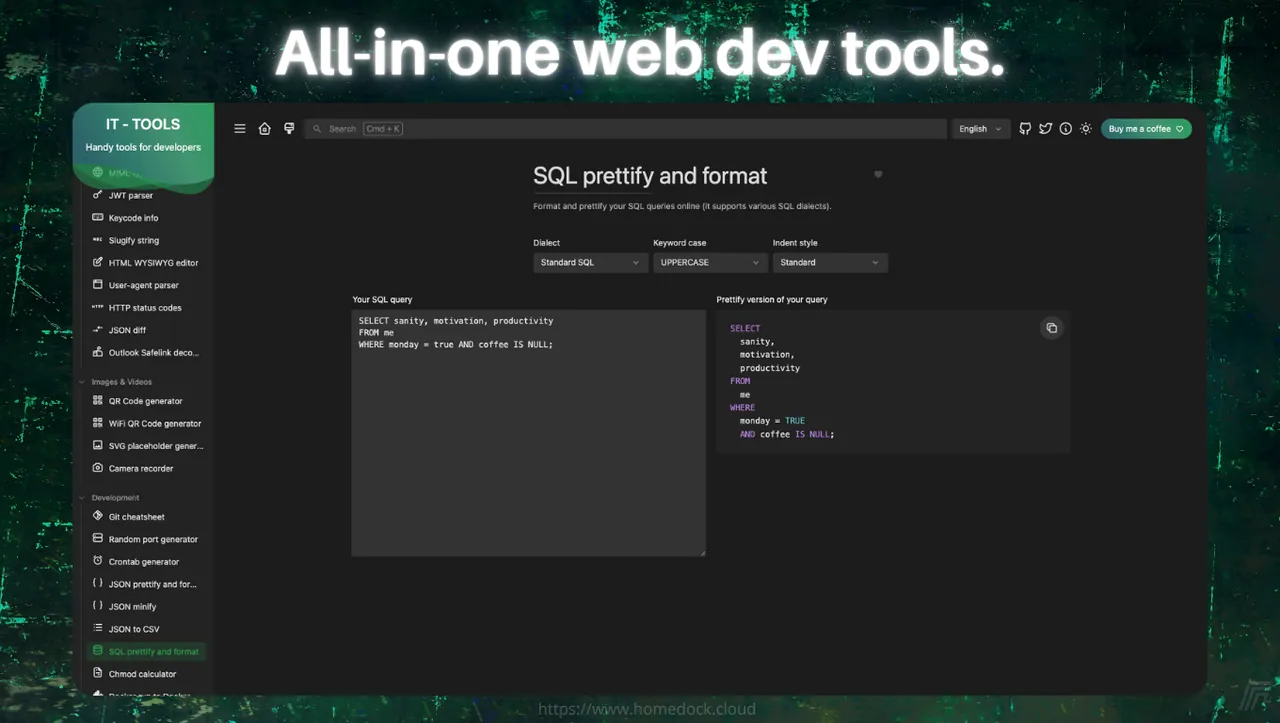 All-in-one web dev tools.
IT - TOOLS
Handy tools for developers
Search Cmd + K
English
Buy me a coffee
JWT parser
Keycode info
Slugify string
HTML WYSIWYG editor
User-agent parser
HTTP status codes
JSON diff
Outlook Safelink deco...
Images & Videos
QR Code generator
WiFi QR Code generator
SVG placeholder gener...
Camera recorder
Development
Git cheatsheet
Random port generator
Crontab generator
JSON prettify and for...
JSON minify
JSON to CSV
SQL prettify and format
Chmod calculator
SQL prettify and format
Format and prettify your SQL queries online (it supports various SQL dialects).
Dialect Keyword case Indent style
Standard SQL UPPERCASE Standard
Your SQL query
SELECT sanity, motivation, productivity
FROM me
WHERE monday = true AND coffee IS NULL;
Prettify version of your query
SELECT
sanity,
motivation,
productivity
FROM
me
WHERE
monday = TRUE
AND coffee IS NULL;
https://www.homedock.cloud